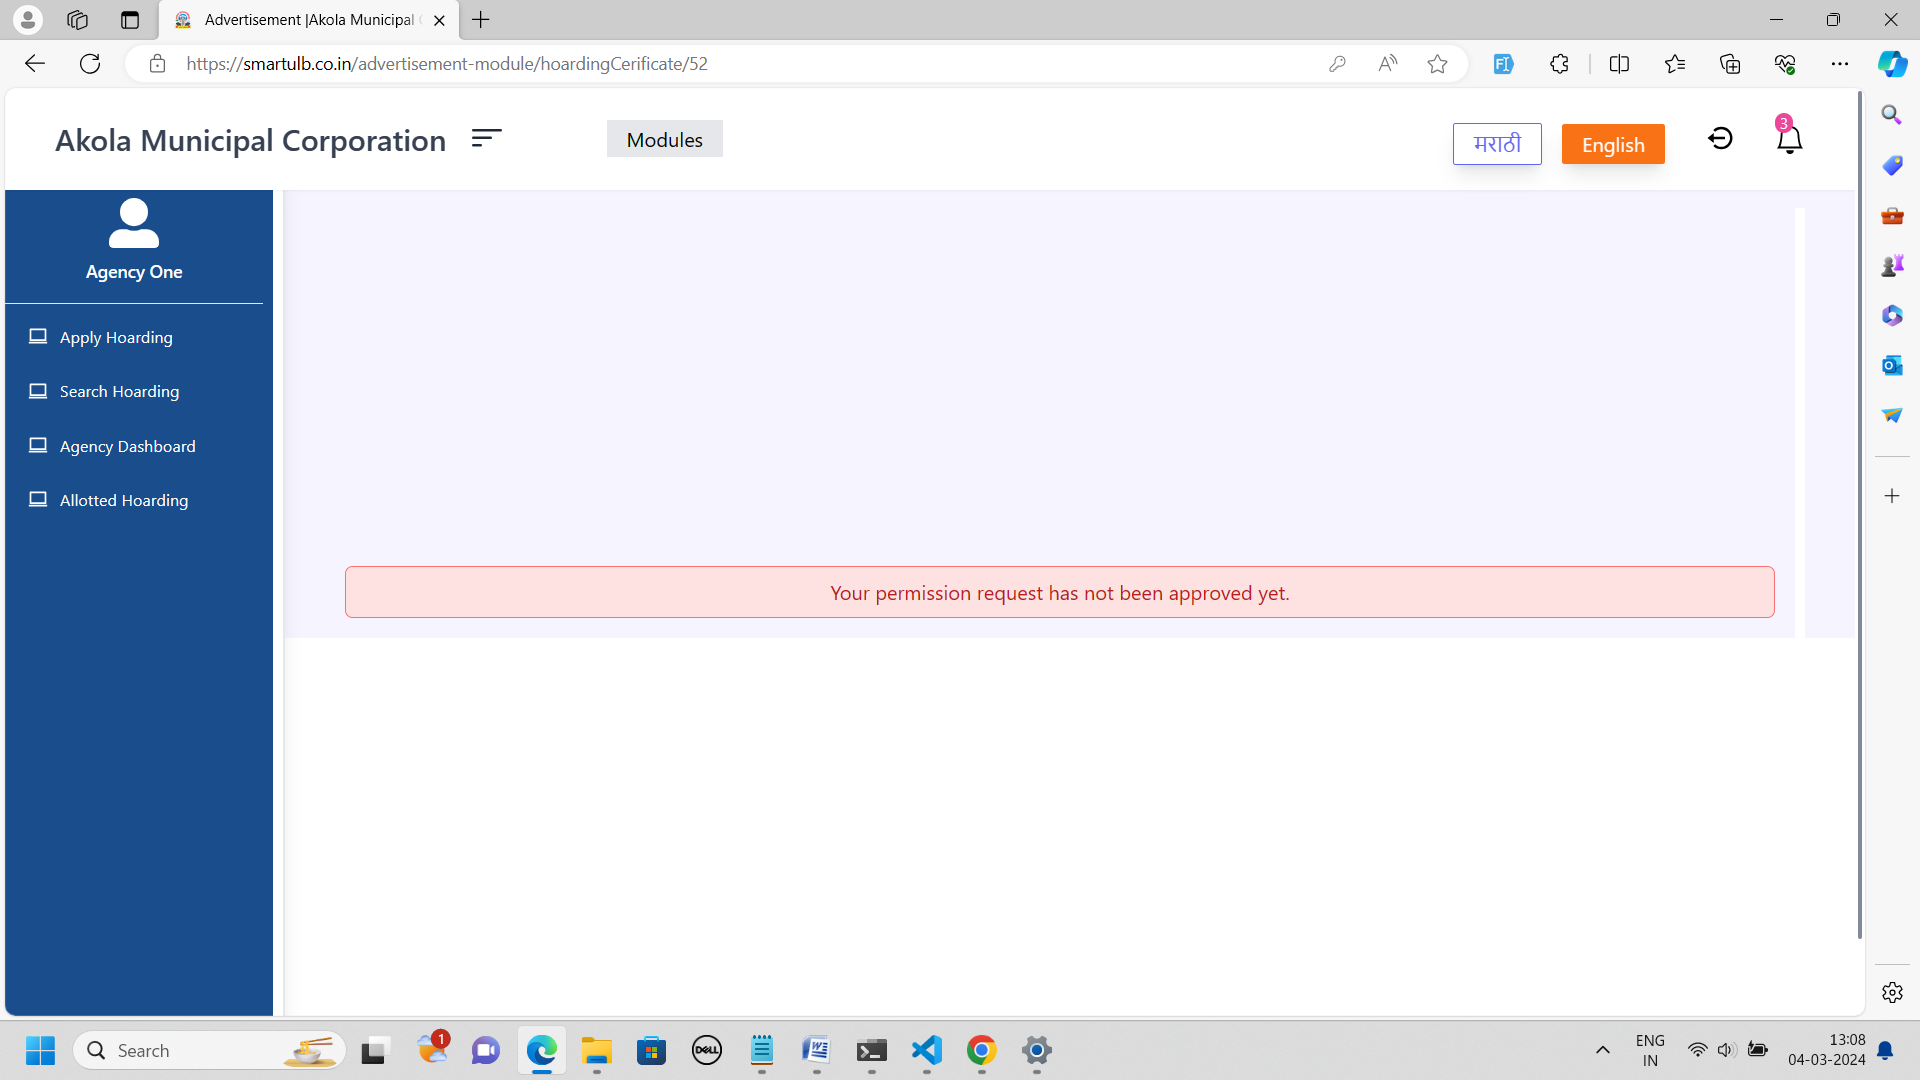 Advertisement |Akola Municipal
https://smartulb.co.in/advertisement-module/hoardingCerificate/52
Akola Municipal Corporation
Modules
मराठी
English
3
Agency One
Apply Hoarding
Search Hoarding
Agency Dashboard
Allotted Hoarding
Your permission request has not been approved yet.
Search
1
DELL
ENG
IN
13:08
04-03-2024